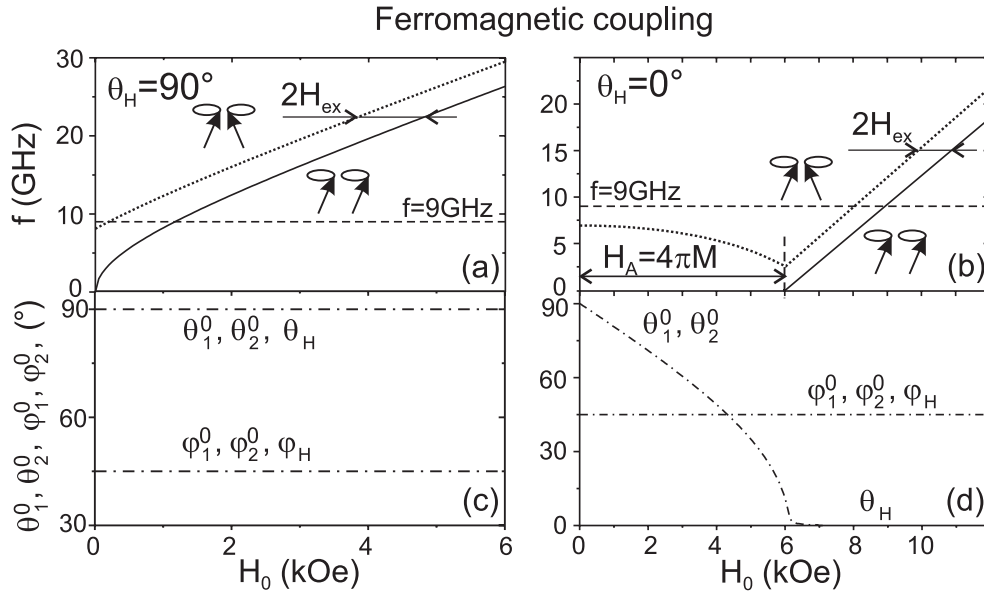 Ferromagnetic coupling
f (GHz)
30
20
10
0
θH=90°
2Hex
f=9GHz
(a)
25
20
15
10
5
0
θH=0°
2Hex
f=9GHz
HA=4πM
(b)
θ₁⁰, θ₂⁰, φ₁⁰, φ₂⁰, (°)
90
60
30
θ₁⁰, θ₂⁰, θH
φ₁⁰, φ₂⁰, φH
(c)
0
2
4
6
H₀ (kOe)
90
60
30
0
θ₁⁰, θ₂⁰
φ₁⁰, φ₂⁰, φH
θH
(d)
0
2
4
6
8
10
H₀ (kOe)